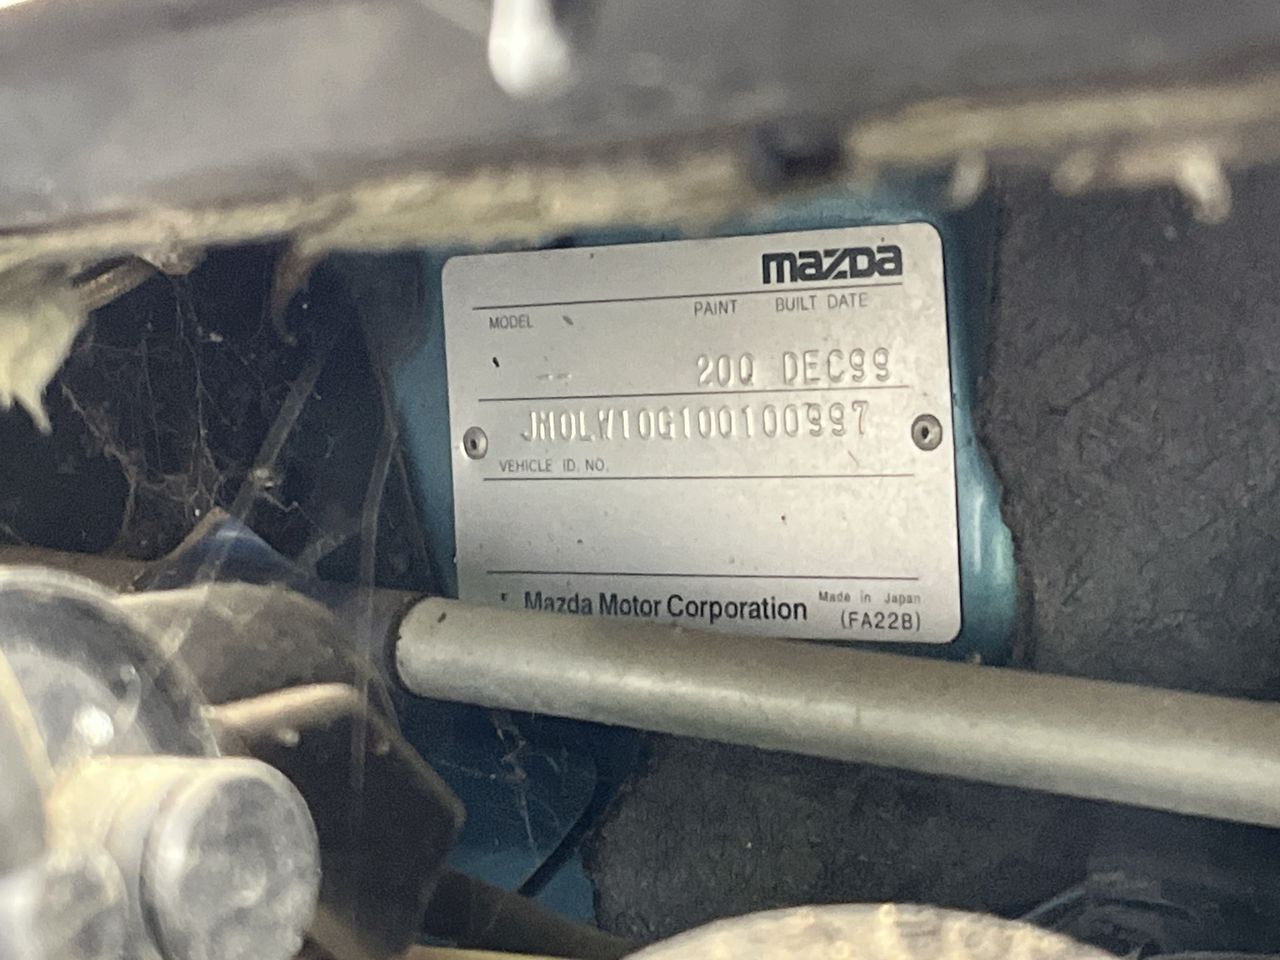 mazda
MODEL PAINT BUILT DATE
20Q DEC99
JM0LW10G100100997
VEHICLE ID. NO.
Mazda Motor Corporation
Made in Japan
(FA22B)